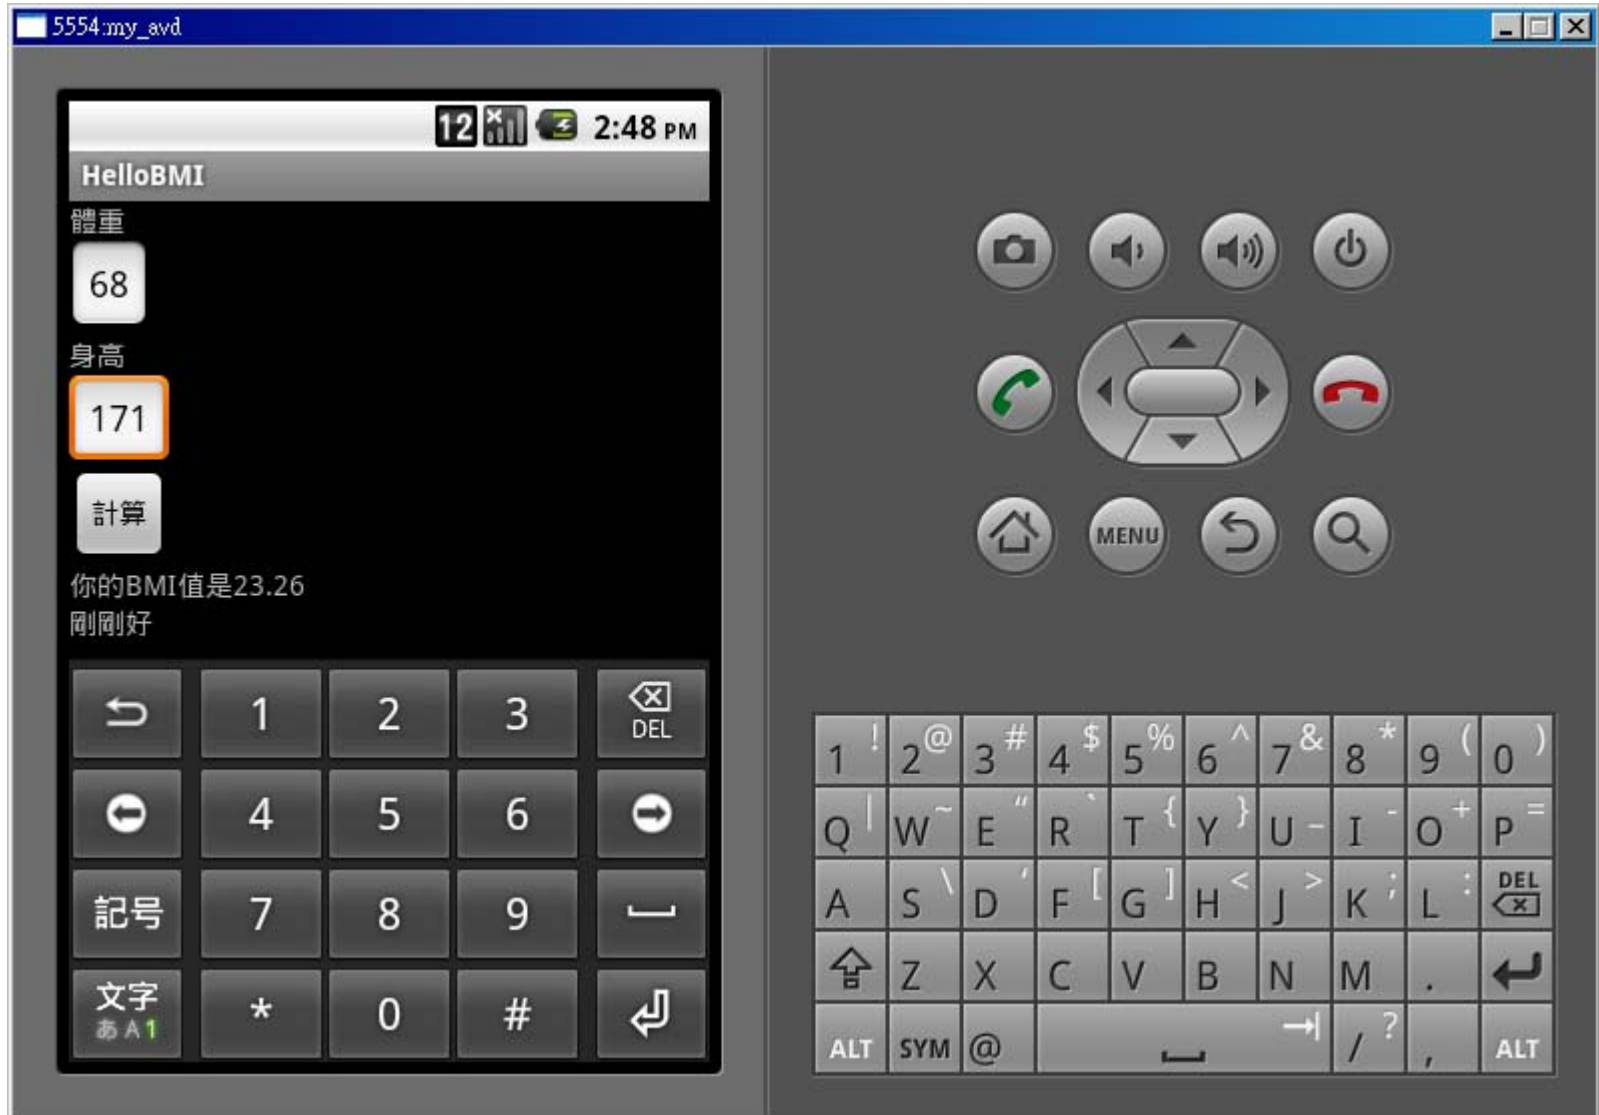 5554:my_avd
12 2:48 PM
HelloBMI
體重
68
身高
171
計算
你的BMI值是23.26
剛剛好
1 2 3 DEL
4 5 6
記号 7 8 9
文字 * 0 #
あ A 1
MENU
1 ! 2 @ 3 # 4 $ 5 % 6 ^ 7 & 8 * 9 ( 0 )
Q | W ~ E " R ` T { Y } U _ I - O + P =
A S \ D ' F [ G ] H < J > K ; L : DEL
Z X C V B N M .
ALT SYM @ / ? , ALT